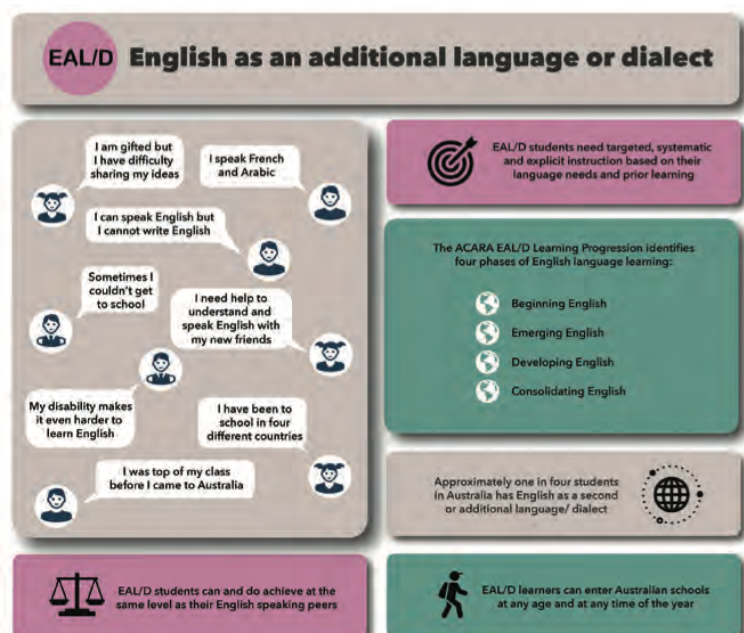 EAL/D English as an additional language or dialect
I am gifted but
I have difficulty
sharing my ideas
I speak French
and Arabic
I can speak English but
I cannot write English
Sometimes I
couldn't get
to school
I need help to
understand and
speak English with
my new friends
My disability makes
it even harder to
learn English
I have been to
school in four
different countries
I was top of my class
before I came to Australia
EAL/D students need targeted, systematic
and explicit instruction based on their
language needs and prior learning
The ACARA EAL/D Learning Progression identifies
four phases of English language learning:
Beginning English
Emerging English
Developing English
Consolidating English
Approximately one in four students
in Australia has English as a second
or additional language/ dialect
EAL/D students can and do achieve at the
same level as their English speaking peers
EAL/D learners can enter Australian schools
at any age and at any time of the year